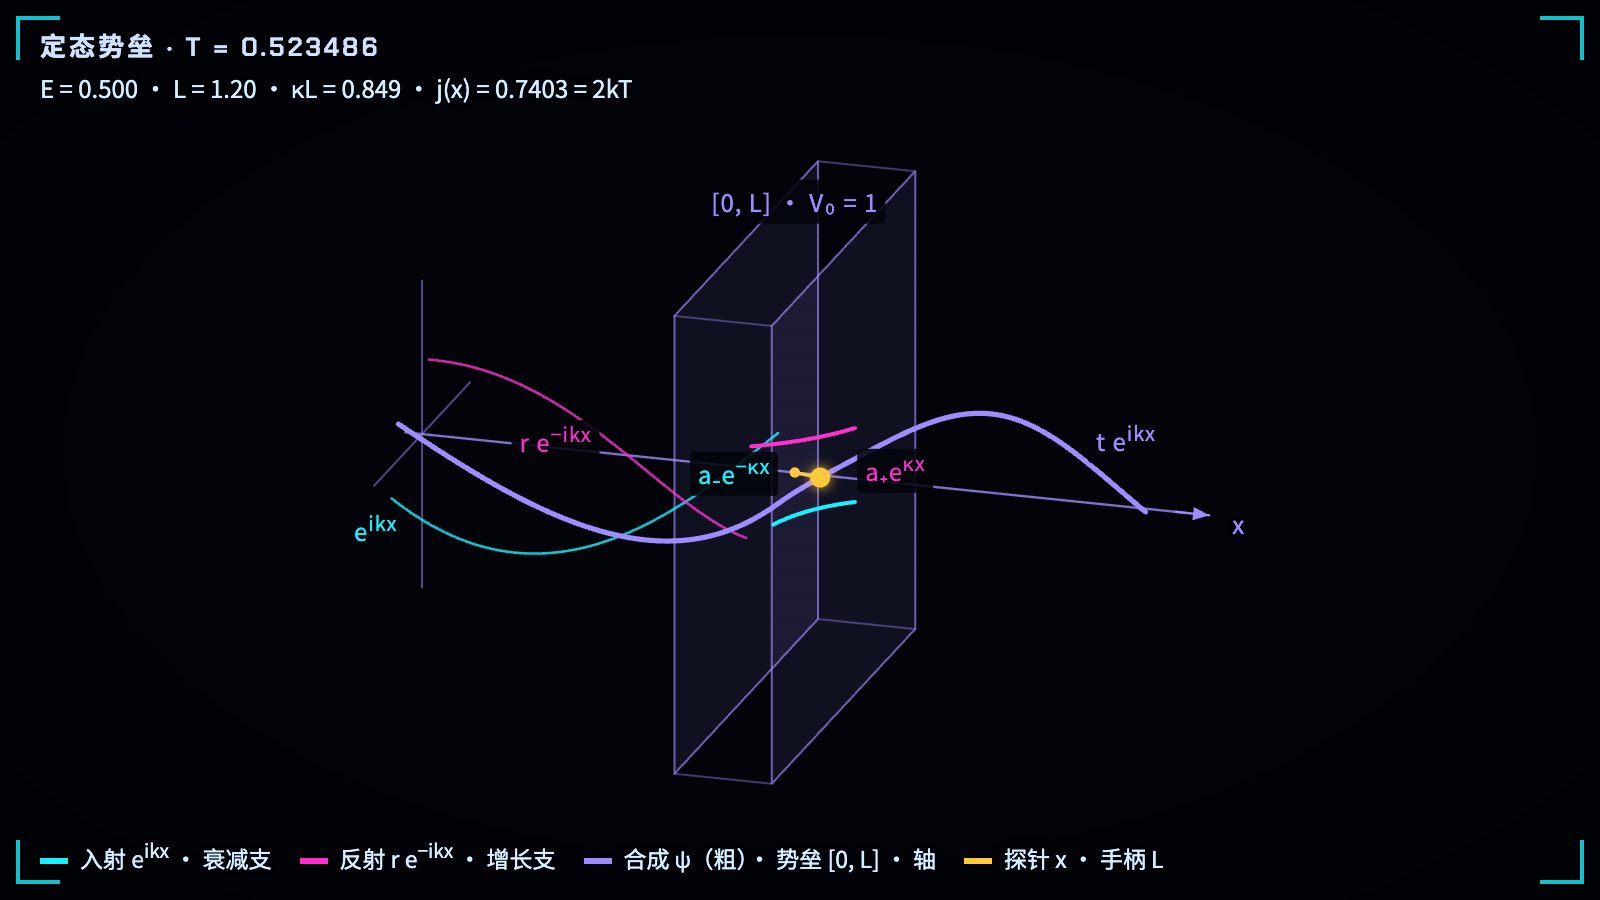 定态势垒 · T = 0.523486
E = 0.500 · L = 1.20 · κL = 0.849 · j(x) = 0.7403 = 2kT
[0, L] · V₀ = 1
r e⁻ⁱᵏˣ
t eⁱᵏˣ
a₋e⁻ᴷˣ
a₊eᴷˣ
eⁱᵏˣ
x
入射 eⁱᵏˣ · 衰减支
反射 r e⁻ⁱᵏˣ · 增长支
合成 ψ（粗）· 势垒 [0, L] · 轴
探针 x · 手柄 L